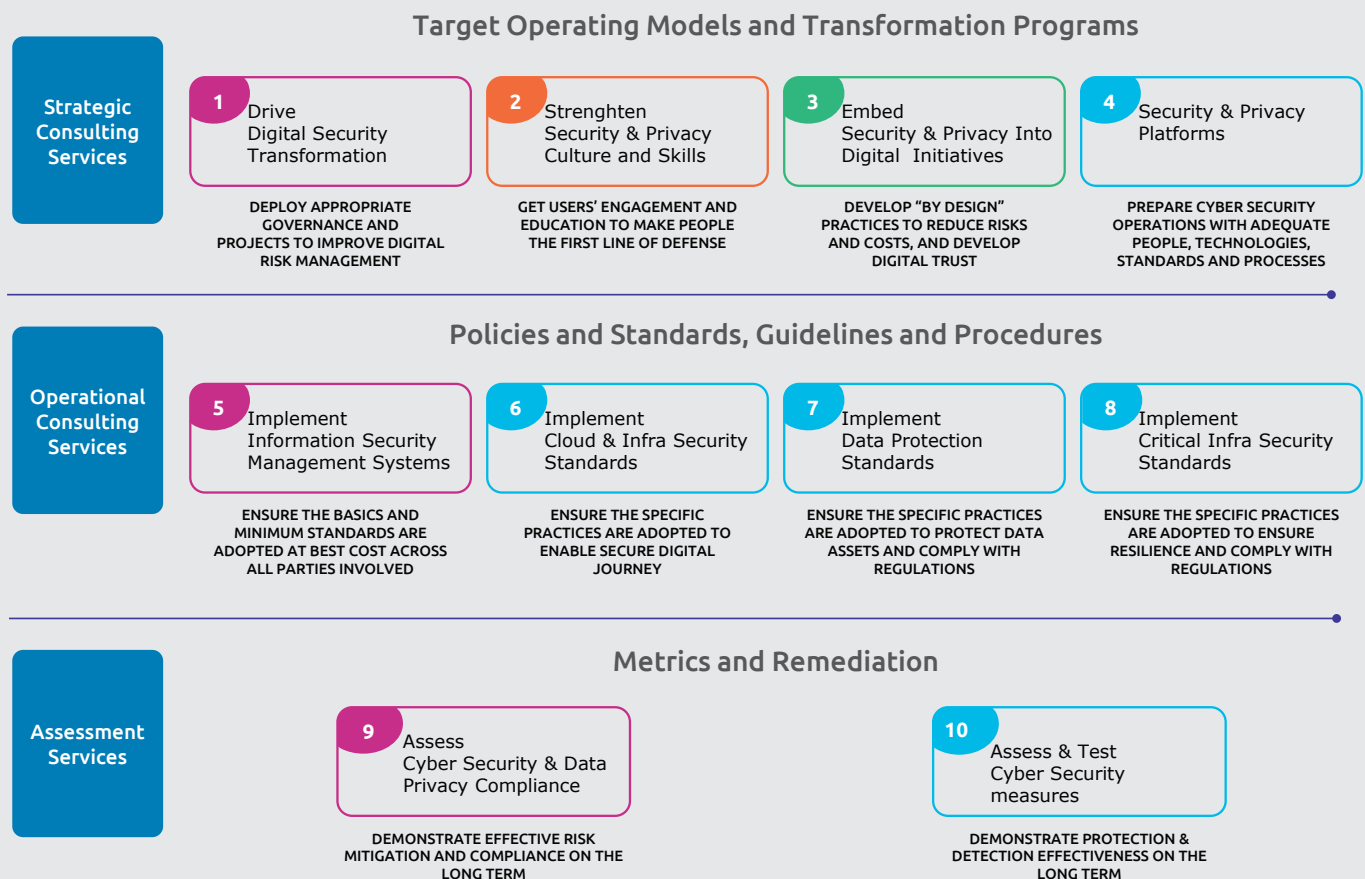 Target Operating Models and Transformation Programs
Strategic
Consulting
Services
1
Drive
Digital Security
Transformation
DEPLOY APPROPRIATE
GOVERNANCE AND
PROJECTS TO IMPROVE DIGITAL
RISK MANAGEMENT
2
Strenghten
Security & Privacy
Culture and Skills
GET USERS’ ENGAGEMENT AND
EDUCATION TO MAKE PEOPLE
THE FIRST LINE OF DEFENSE
3
Embed
Security & Privacy Into
Digital Initiatives
DEVELOP “BY DESIGN”
PRACTICES TO REDUCE RISKS
AND COSTS, AND DEVELOP
DIGITAL TRUST
4
Security & Privacy
Platforms
PREPARE CYBER SECURITY
OPERATIONS WITH ADEQUATE
PEOPLE, TECHNOLOGIES,
STANDARDS AND PROCESSES
Policies and Standards, Guidelines and Procedures
Operational
Consulting
Services
5
Implement
Information Security
Management Systems
ENSURE THE BASICS AND
MINIMUM STANDARDS ARE
ADOPTED AT BEST COST ACROSS
ALL PARTIES INVOLVED
6
Implement
Cloud & Infra Security
Standards
ENSURE THE SPECIFIC
PRACTICES ARE ADOPTED TO
ENABLE SECURE DIGITAL
JOURNEY
7
Implement
Data Protection
Standards
ENSURE THE SPECIFIC PRACTICES
ARE ADOPTED TO PROTECT DATA
ASSETS AND COMPLY WITH
REGULATIONS
8
Implement
Critical Infra Security
Standards
ENSURE THE SPECIFIC PRACTICES
ARE ADOPTED TO ENSURE
RESILIENCE AND COMPLY WITH
REGULATIONS
Metrics and Remediation
Assessment
Services
9
Assess
Cyber Security & Data
Privacy Compliance
DEMONSTRATE EFFECTIVE RISK
MITIGATION AND COMPLIANCE ON THE
LONG TERM
10
Assess & Test
Cyber Security
measures
DEMONSTRATE PROTECTION &
DETECTION EFFECTIVENESS ON THE
LONG TERM